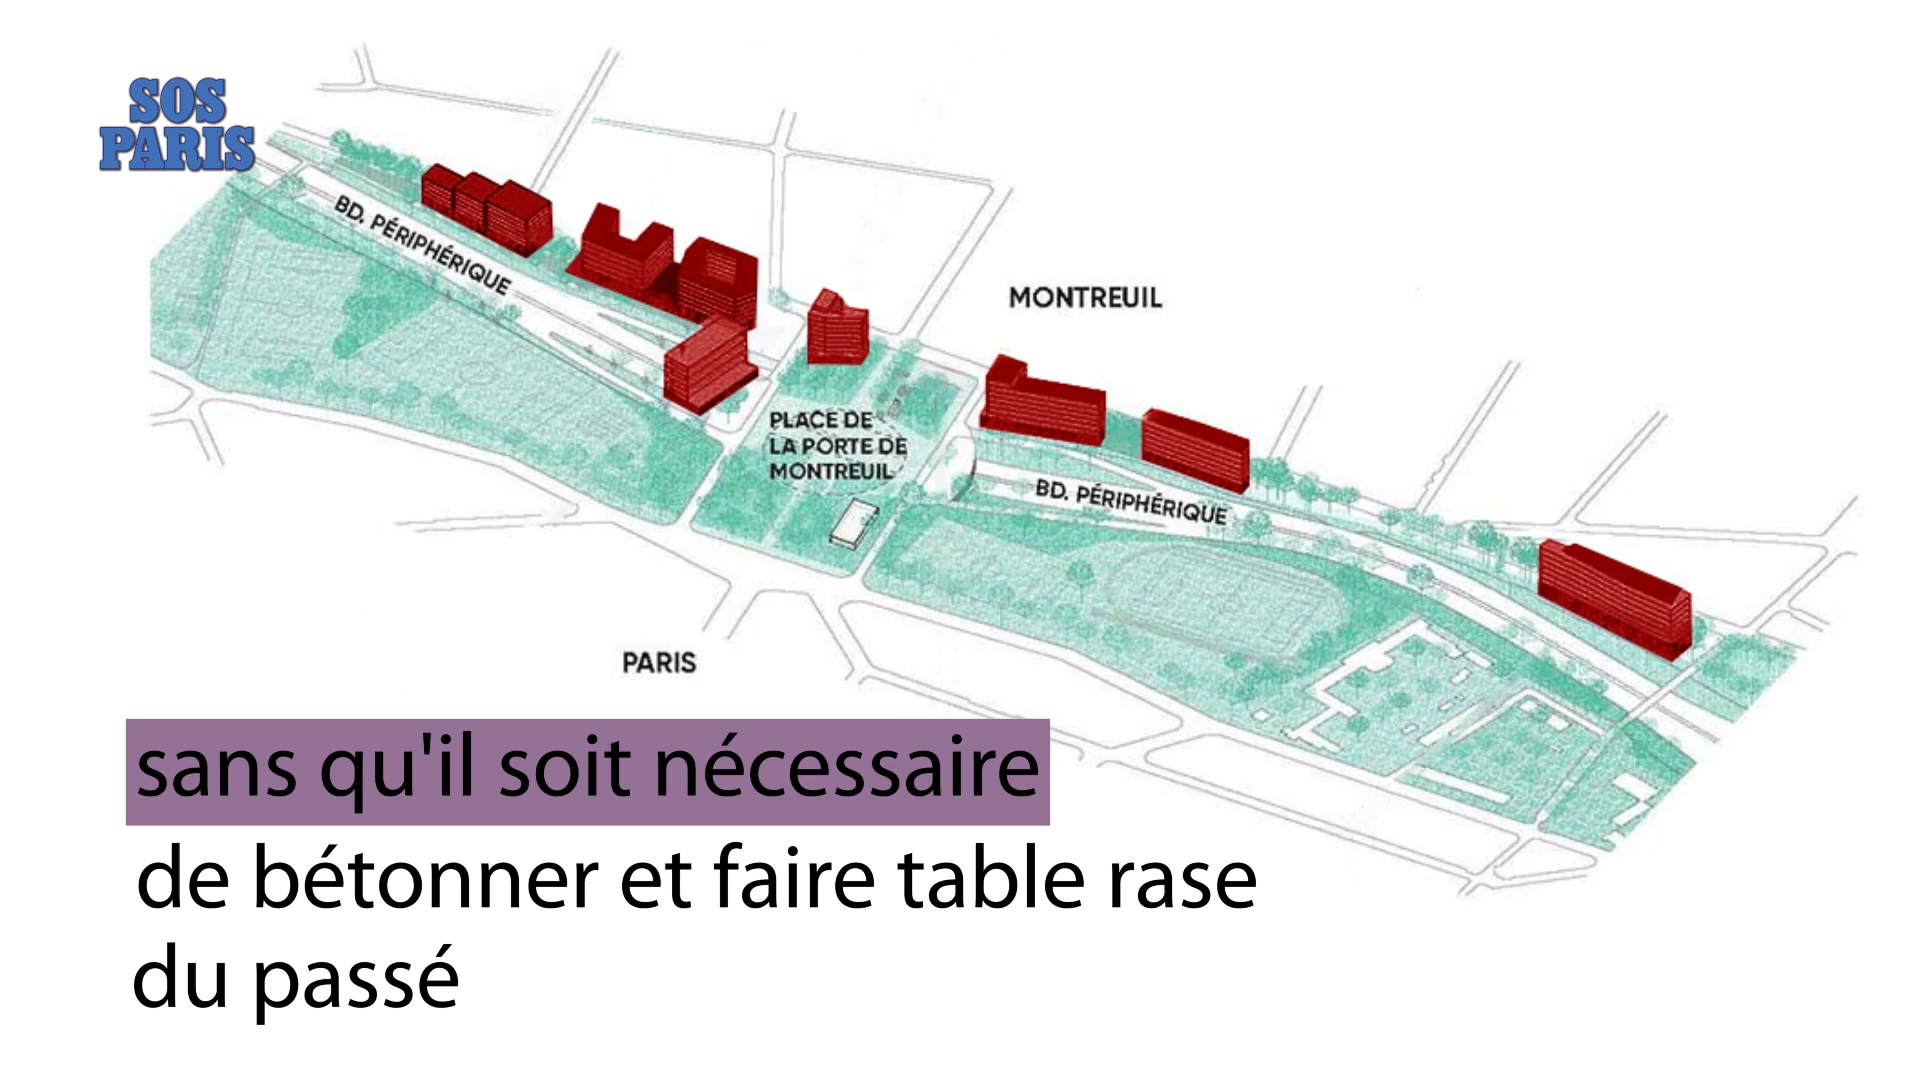 SOS
PARIS
BD. PÉRIPHÉRIQUE
MONTREUIL
PLACE DE
LA PORTE DE
MONTREUIL
BD. PÉRIPHÉRIQUE
PARIS
sans qu'il soit nécessaire
de bétonner et faire table rase
du passé